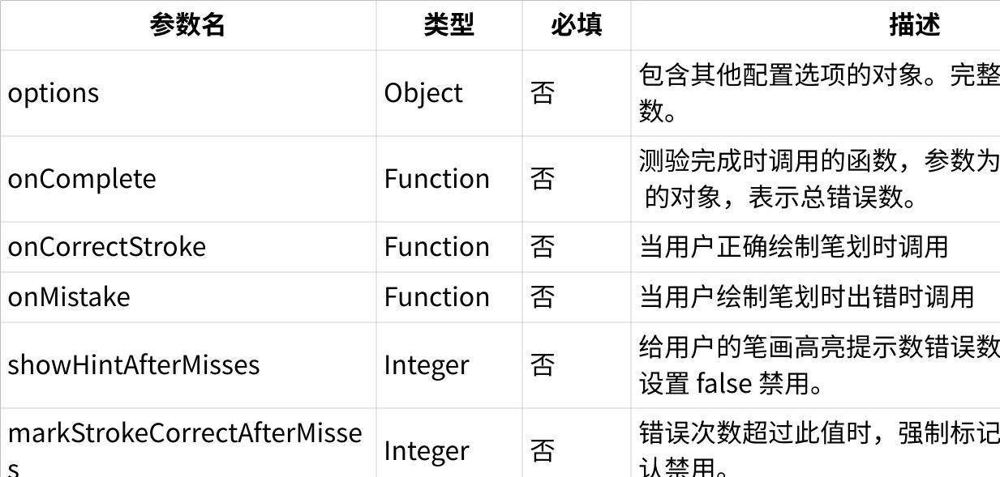 参数名 类型 必填 描述
options Object 否 包含其他配置选项的对象。完整
数。
onComplete Function 否 测验完成时调用的函数，参数为
的对象，表示总错误数。
onCorrectStroke Function 否 当用户正确绘制笔划时调用
onMistake Function 否 当用户绘制笔划时出错时调用
showHintAfterMisses Integer 否 给用户的笔画高亮提示数错误数
设置 false 禁用。
markStrokeCorrectAfterMisse
s Integer 否 错误次数超过此值时，强制标记
认禁用。